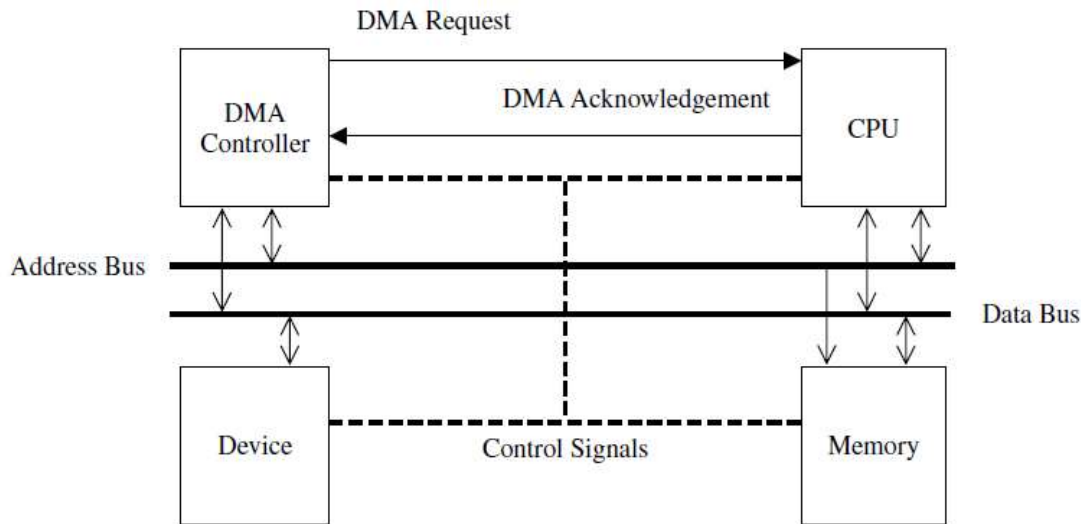 DMA Request
DMA Acknowledgement
DMA
Controller
CPU
Address Bus
Data Bus
Device
Control Signals
Memory